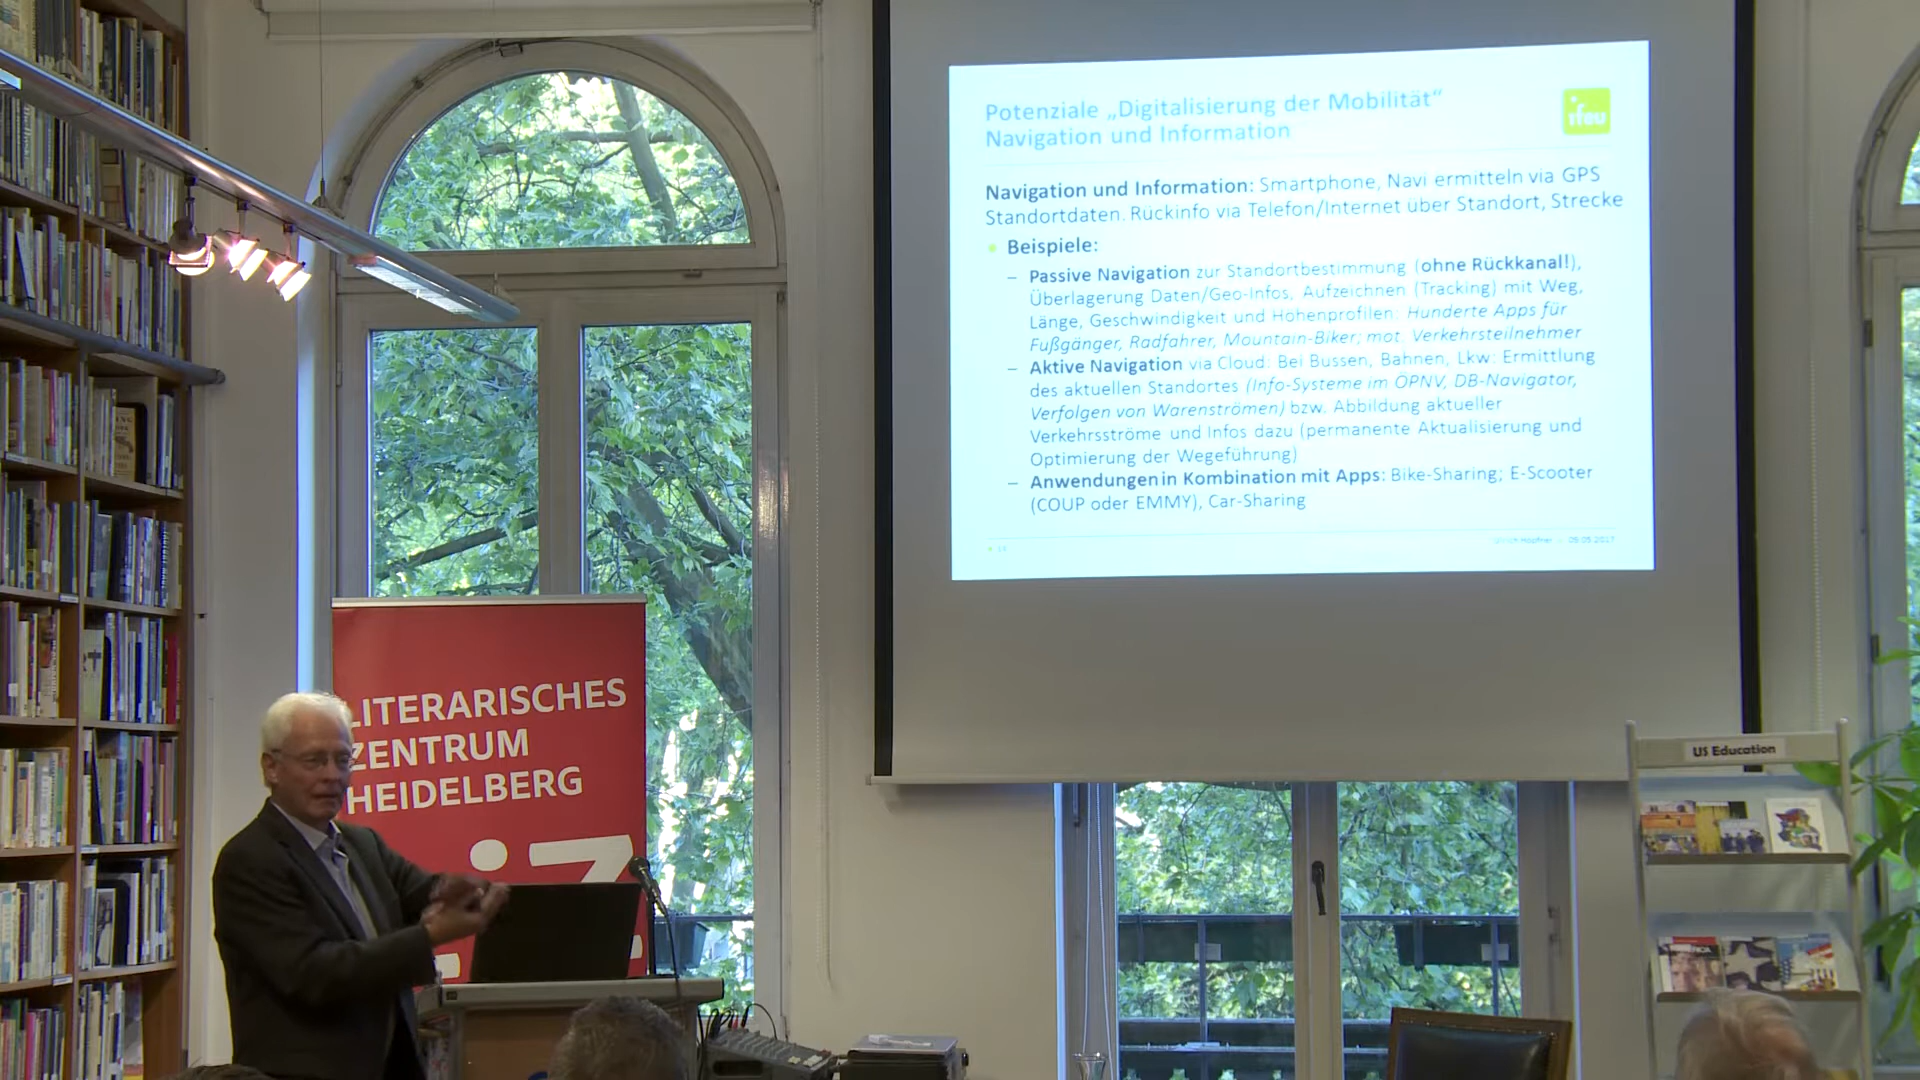 Potenziale „Digitalisierung der Mobilität“
Navigation und Information
ifeu
Navigation und Information: Smartphone, Navi ermitteln via GPS
Standortdaten. Rückinfo via Telefon/Internet über Standort, Strecke
Beispiele:
– Passive Navigation zur Standortbestimmung (ohne Rückkanal!),
Überlagerung Daten/Geo-Infos, Aufzeichnen (Tracking) mit Weg,
Länge, Geschwindigkeit und Höhenprofilen: Hunderte Apps für
Fußgänger, Radfahrer, Mountain-Biker; mot. Verkehrsteilnehmer
– Aktive Navigation via Cloud: Bei Bussen, Bahnen, Lkw: Ermittlung
des aktuellen Standortes (Info-Systeme im ÖPNV, DB-Navigator,
Verfolgen von Warenströmen) bzw. Abbildung aktueller
Verkehrsströme und Infos dazu (permanente Aktualisierung und
Optimierung der Wegeführung)
– Anwendungen in Kombination mit Apps: Bike-Sharing; E-Scooter
(COUP oder EMMY), Car-Sharing
Höpfner – 09.05.2017
LITERARISCHES
ZENTRUM
HEIDELBERG
US Education